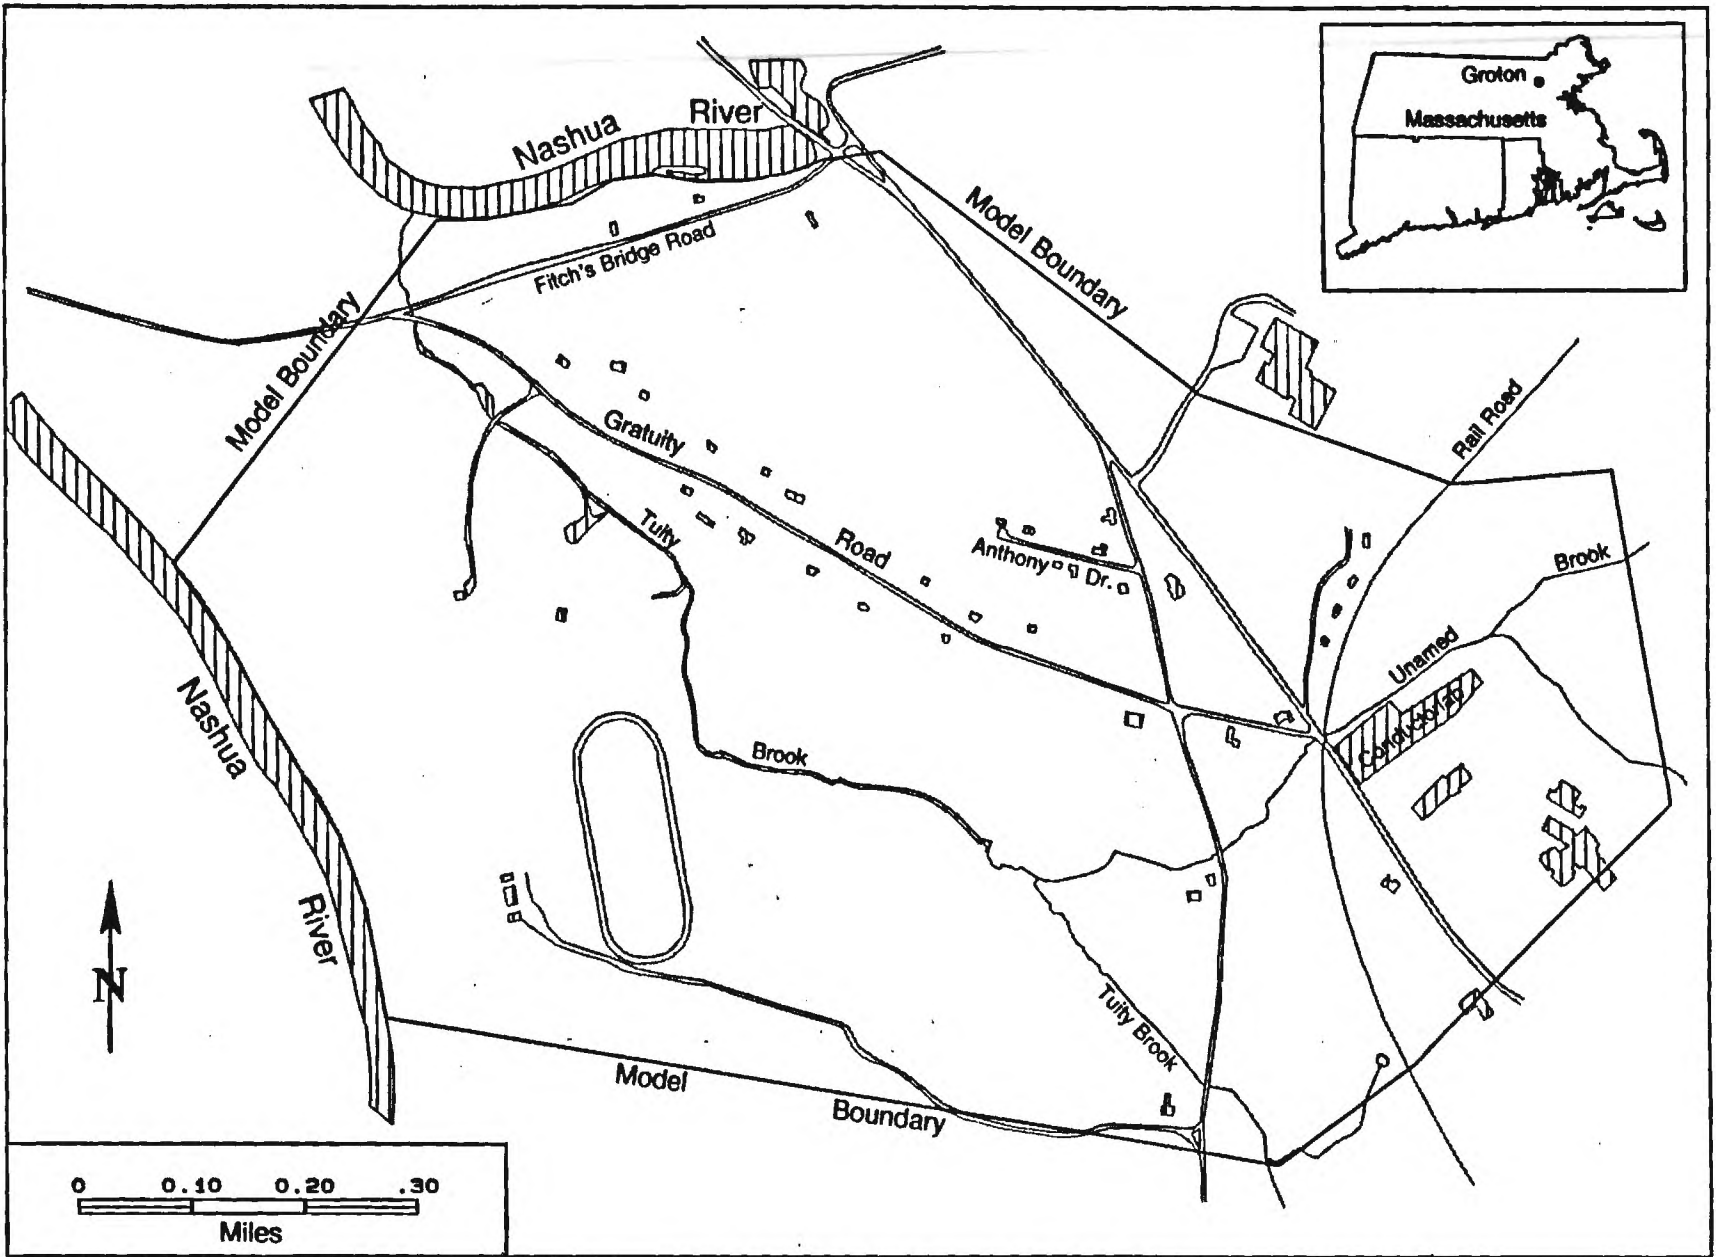 River
Nashua
Groton
Massachusetts
Model Boundary
Fitch's Bridge Road
Model Boundary
Rail Road
Gratuity
Road
Tuity
Anthony Dr.
Brook
Unamed
Conductorlab
Nashua
River
Brook
N
Tuity Brook
Model
Boundary
0 0.10 0.20 .30
Miles